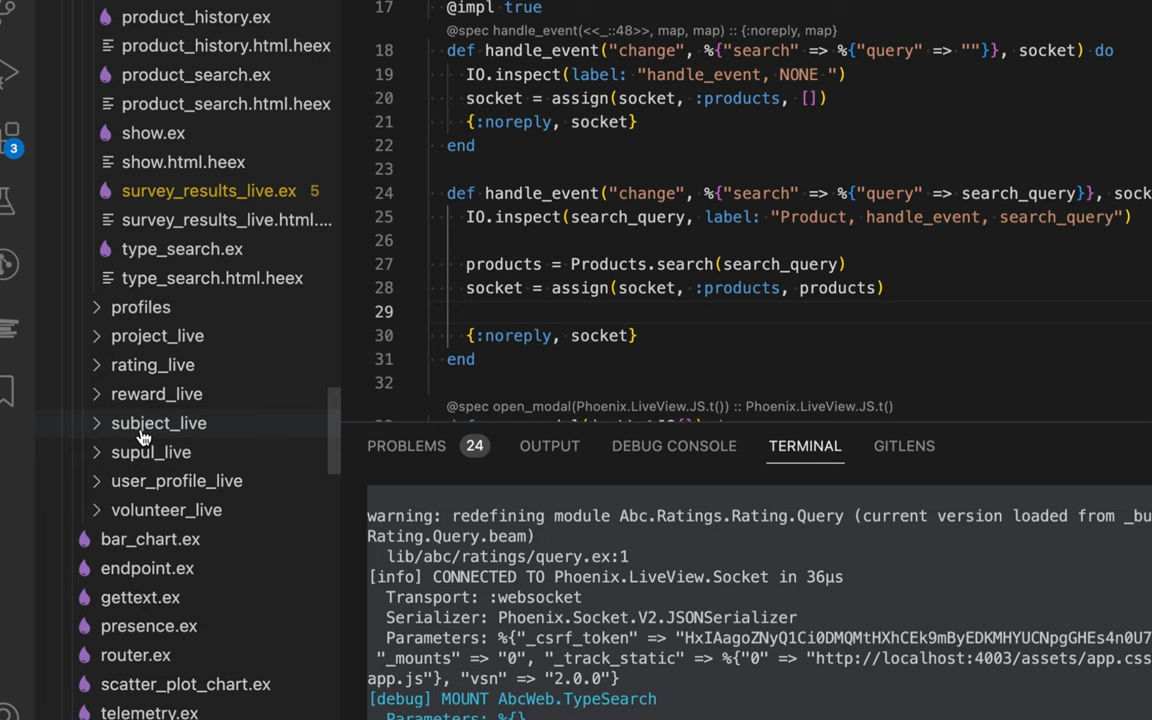 product_history.ex
product_history.html.heex
product_search.ex
product_search.html.heex
show.ex
show.html.heex
survey_results_live.ex 5
survey_results_live.html....
type_search.ex
type_search.html.heex
profiles
project_live
rating_live
reward_live
subject_live
supul_live
user_profile_live
volunteer_live
bar_chart.ex
endpoint.ex
gettext.ex
presence.ex
router.ex
scatter_plot_chart.ex
telemetry.ex
3
17 @impl true
@spec handle_event(<<_::48>>, map, map) :: {:noreply, map}
18 def handle_event("change", %{"search" => %{"query" => ""}}, socket) do
19 IO.inspect(label: "handle_event, NONE ")
20 socket = assign(socket, :products, [])
21 {:noreply, socket}
22 end
23
24 def handle_event("change", %{"search" => %{"query" => search_query}}, sock
25 IO.inspect(search_query, label: "Product, handle_event, search_query")
26
27 products = Products.search(search_query)
28 socket = assign(socket, :products, products)
29
30 {:noreply, socket}
31 end
32
@spec open_modal(Phoenix.LiveView.JS.t()) :: Phoenix.LiveView.JS.t()
PROBLEMS 24 OUTPUT DEBUG CONSOLE TERMINAL GITLENS
warning: redefining module Abc.Ratings.Rating.Query (current version loaded from _bu
Rating.Query.beam)
lib/abc/ratings/query.ex:1
[info] CONNECTED TO Phoenix.LiveView.Socket in 36µs
Transport: :websocket
Serializer: Phoenix.Socket.V2.JSONSerializer
Parameters: %{"_csrf_token" => "HxIAagoZNyQ1Ci0DMQMtHXhCEk9mByEDKMHYUCNpgGHEs4n0U7
"_mounts" => "0", "_track_static" => %{"0" => "http://localhost:4003/assets/app.css
app.js"}, "vsn" => "2.0.0"}
[debug] MOUNT AbcWeb.TypeSearch
Parameters: %{}